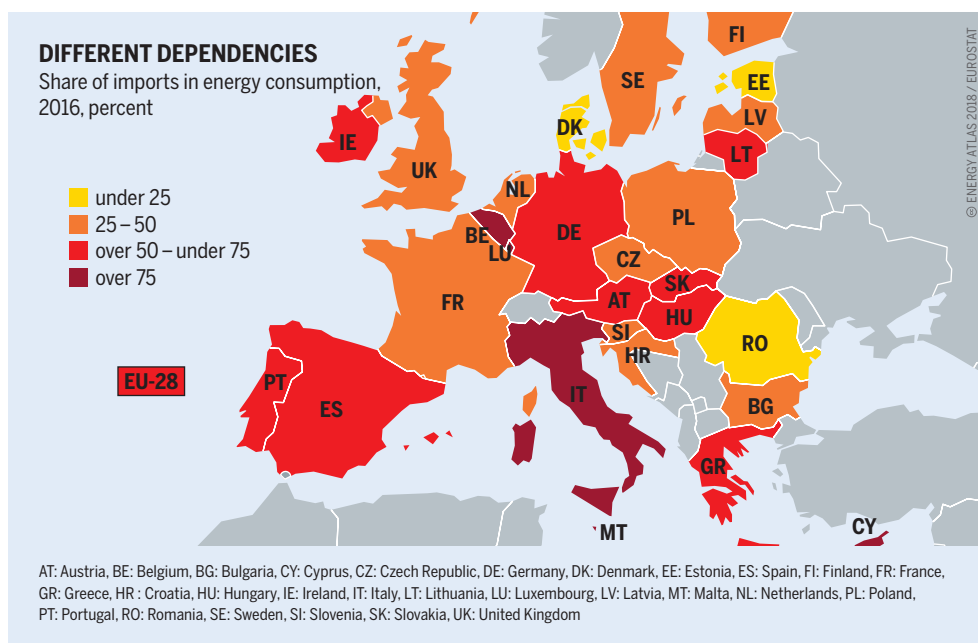 DIFFERENT DEPENDENCIES
Share of imports in energy consumption,
2016, percent
under 25
25 – 50
over 50 – under 75
over 75
EU-28
FI
SE
EE
LV
LT
DK
IE
UK
NL
BE
LU
DE
PL
CZ
SK
AT
HU
FR
SI
HR
RO
IT
BG
PT
ES
GR
MT
CY
© ENERGY ATLAS 2018 / EUROSTAT
AT: Austria, BE: Belgium, BG: Bulgaria, CY: Cyprus, CZ: Czech Republic, DE: Germany, DK: Denmark, EE: Estonia, ES: Spain, FI: Finland, FR: France,
GR: Greece, HR : Croatia, HU: Hungary, IE: Ireland, IT: Italy, LT: Lithuania, LU: Luxembourg, LV: Latvia, MT: Malta, NL: Netherlands, PL: Poland,
PT: Portugal, RO: Romania, SE: Sweden, SI: Slovenia, SK: Slovakia, UK: United Kingdom